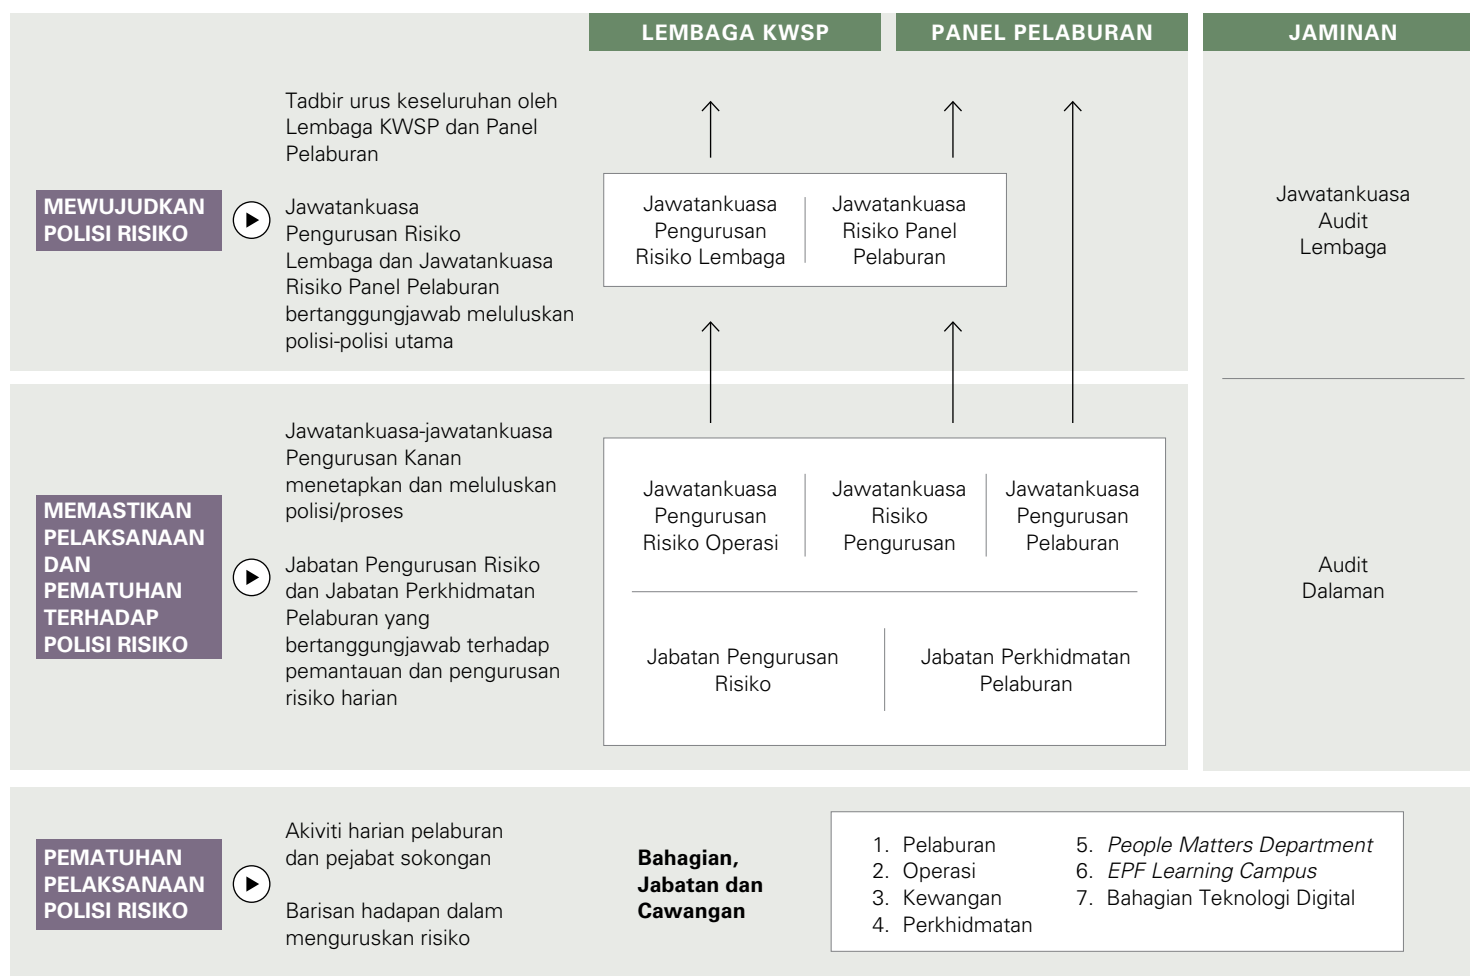 LEMBAGA KWSP
PANEL PELABURAN
JAMINAN
MEWUJUDKAN
POLISI RISIKO
Tadbir urus keseluruhan oleh
Lembaga KWSP dan Panel
Pelaburan
Jawatankuasa
Pengurusan Risiko
Lembaga dan Jawatankuasa
Risiko Panel Pelaburan
bertanggungjawab meluluskan
polisi-polisi utama
Jawatankuasa
Pengurusan
Risiko Lembaga
Jawatankuasa
Risiko Panel
Pelaburan
Jawatankuasa
Audit
Lembaga
MEMASTIKAN
PELAKSANAAN
DAN
PEMATUHAN
TERHADAP
POLISI RISIKO
Jawatankuasa-jawatankuasa
Pengurusan Kanan
menetapkan dan meluluskan
polisi/proses
Jabatan Pengurusan Risiko
dan Jabatan Perkhidmatan
Pelaburan yang
bertanggungjawab terhadap
pemantauan dan pengurusan
risiko harian
Jawatankuasa
Pengurusan
Risiko Operasi
Jawatankuasa
Risiko
Pengurusan
Jawatankuasa
Pengurusan
Pelaburan
Jabatan Pengurusan
Risiko
Jabatan Perkhidmatan
Pelaburan
Audit
Dalaman
PEMATUHAN
PELAKSANAAN
POLISI RISIKO
Akiviti harian pelaburan
dan pejabat sokongan
Barisan hadapan dalam
menguruskan risiko
Bahagian,
Jabatan dan
Cawangan
1. Pelaburan
2. Operasi
3. Kewangan
4. Perkhidmatan
5. People Matters Department
6. EPF Learning Campus
7. Bahagian Teknologi Digital